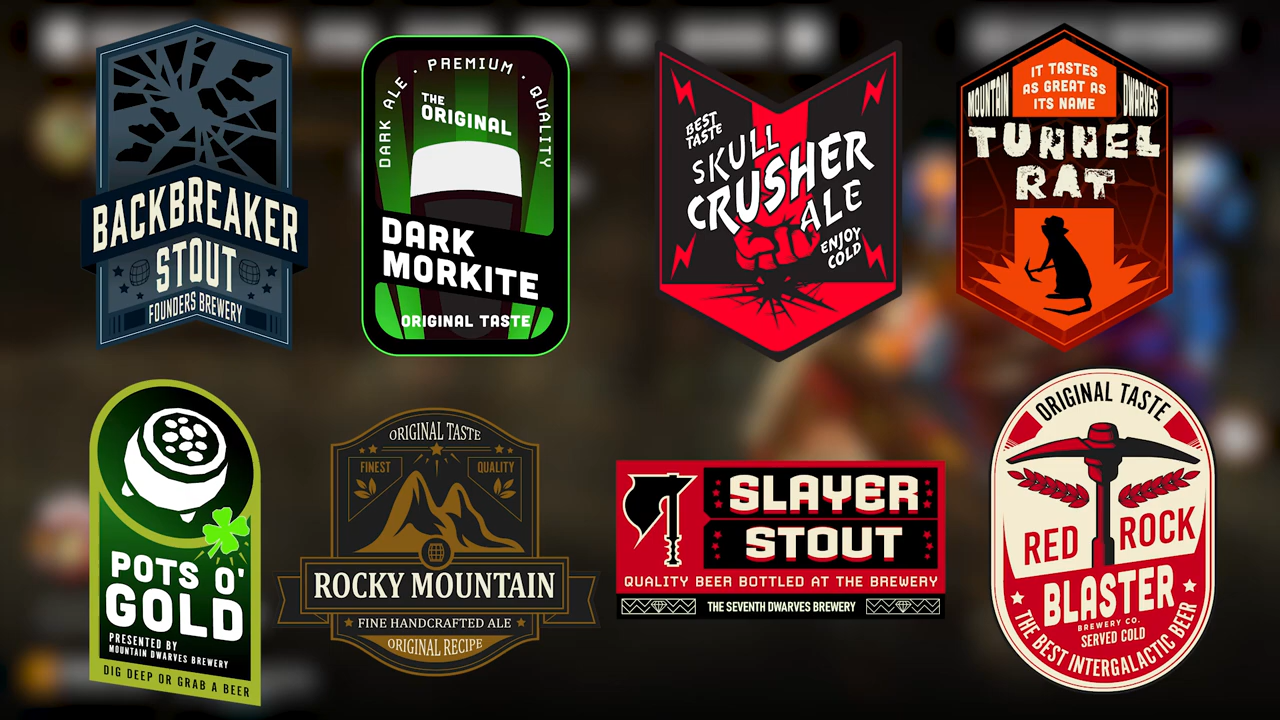 BACKBREAKER
STOUT
FOUNDERS BREWERY
DARK ALE · PREMIUM · QUALITY
THE
ORIGINAL
DARK
MORKITE
ORIGINAL TASTE
BEST
TASTE
SKULL
CRUSHER
ALE
ENJOY
COLD
IT TASTES
AS GREAT AS
ITS NAME
MOUNTAIN
DWARVES
TUNNEL
RAT
POTS O'
GOLD
PRESENTED BY
MOUNTAIN DWARVES BREWERY
DIG DEEP OR GRAB A BEER
ORIGINAL TASTE
FINEST
QUALITY
ROCKY MOUNTAIN
FINE HANDCRAFTED ALE
ORIGINAL RECIPE
SLAYER
STOUT
QUALITY BEER BOTTLED AT THE BREWERY
THE SEVENTH DWARVES BREWERY
ORIGINAL TASTE
RED ROCK
BLASTER
BREWERY CO.
SERVED COLD
THE BEST INTERGALACTIC BEER